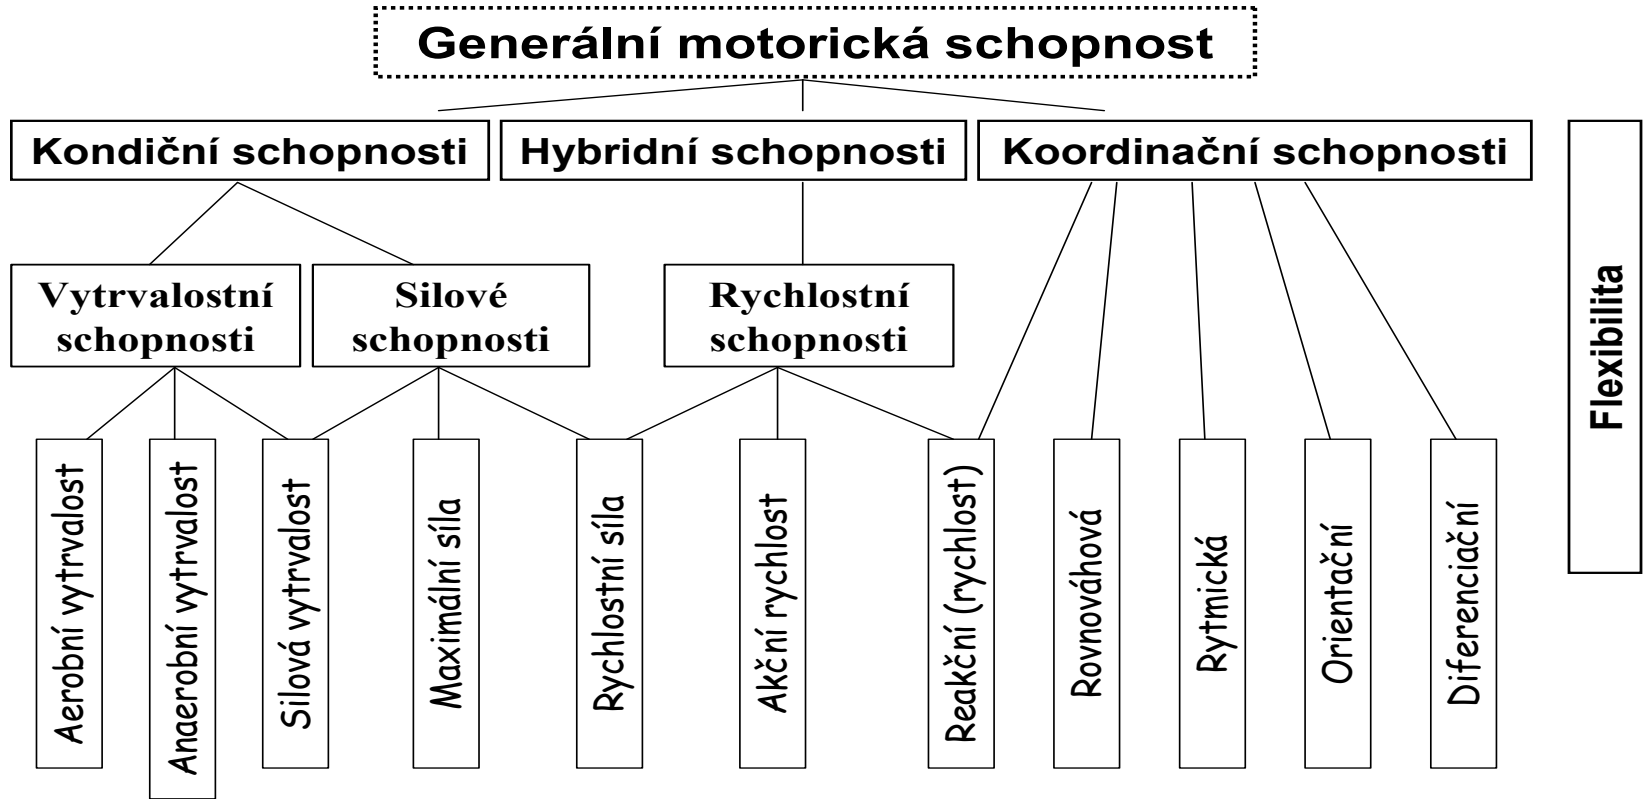 Generální motorická schopnost
Kondiční schopnosti
Hybridní schopnosti
Koordinační schopnosti
Flexibilita
Vytrvalostní
schopnosti
Silové
schopnosti
Rychlostní
schopnosti
Aerobní vytrvalost
Anaerobní vytrvalost
Silová vytrvalost
Maximální síla
Rychlostní síla
Akční rychlost
Reakční (rychlost)
Rovnováhová
Rytmická
Orientační
Diferenciační